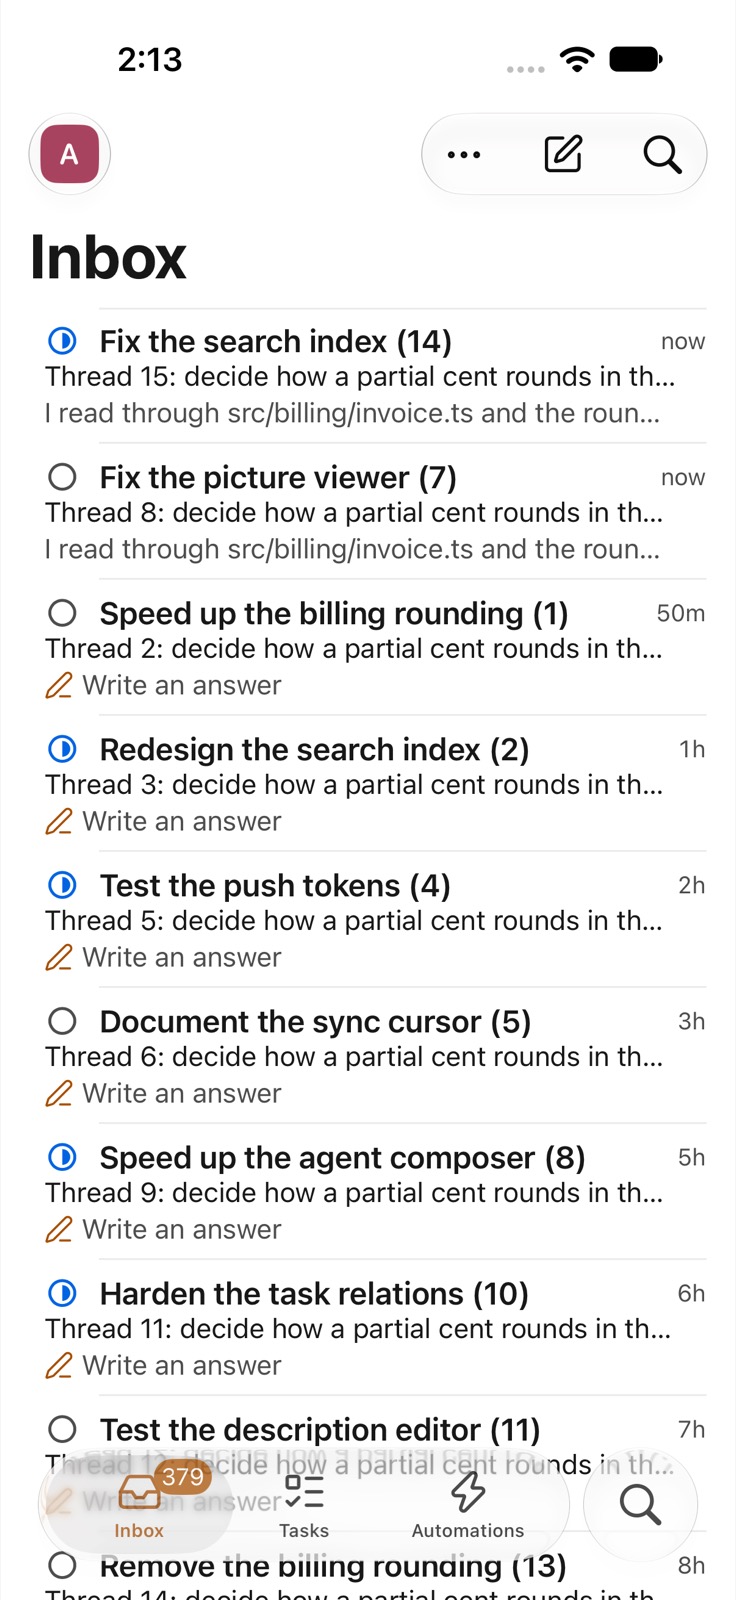 2:13
A
Inbox
Fix the search index (14)
now
Thread 15: decide how a partial cent rounds in th...
I read through src/billing/invoice.ts and the roun...
Fix the picture viewer (7)
now
Thread 8: decide how a partial cent rounds in th...
I read through src/billing/invoice.ts and the roun...
Speed up the billing rounding (1)
50m
Thread 2: decide how a partial cent rounds in th...
Write an answer
Redesign the search index (2)
1h
Thread 3: decide how a partial cent rounds in th...
Write an answer
Test the push tokens (4)
2h
Thread 5: decide how a partial cent rounds in th...
Write an answer
Document the sync cursor (5)
3h
Thread 6: decide how a partial cent rounds in th...
Write an answer
Speed up the agent composer (8)
5h
Thread 9: decide how a partial cent rounds in th...
Write an answer
Harden the task relations (10)
6h
Thread 11: decide how a partial cent rounds in th...
Write an answer
Test the description editor (11)
7h
Thread decide how a partial cent rounds in th...
Write an answer
379
Inbox
Tasks
Automations
Remove the billing rounding (13)
8h
Thread 14: decide how a partial cent rounds in th